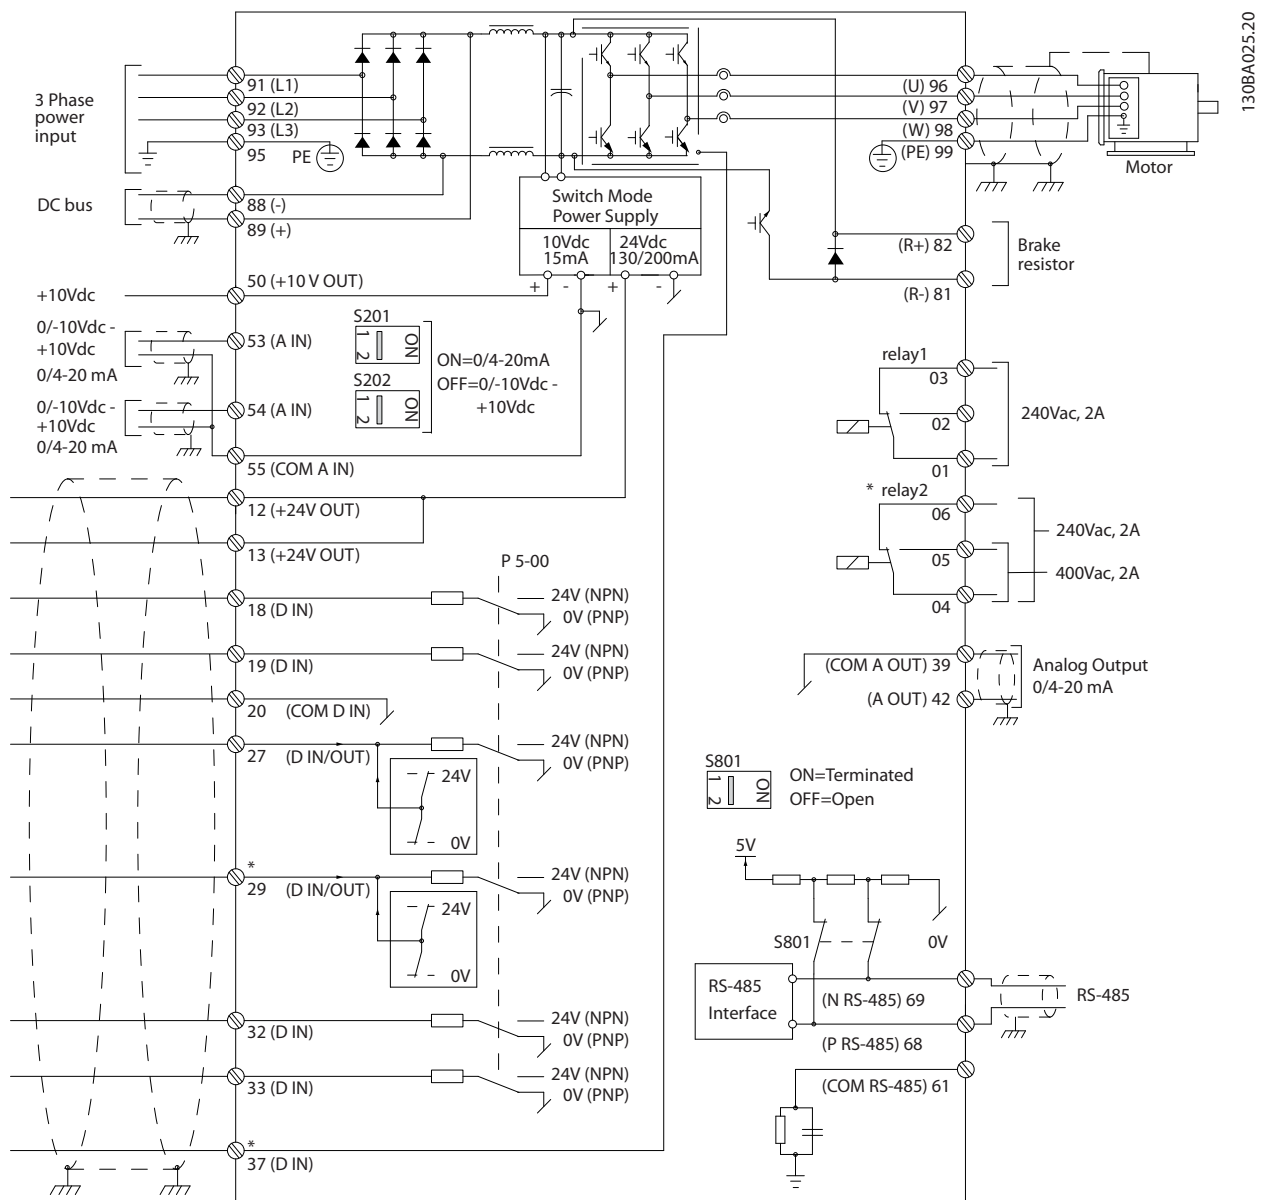 130BA025.20
3 Phase
power
input
91 (L1)
92 (L2)
93 (L3)
95
PE
DC bus
88 (-)
89 (+)
+10Vdc
50 (+10 V OUT)
0/-10Vdc -
+10Vdc
0/4-20 mA
53 (A IN)
0/-10Vdc -
+10Vdc
0/4-20 mA
54 (A IN)
55 (COM A IN)
12 (+24V OUT)
13 (+24V OUT)
18 (D IN)
19 (D IN)
20 (COM D IN)
27 (D IN/OUT)
*
29 (D IN/OUT)
32 (D IN)
33 (D IN)
*
37 (D IN)
S201
1 2 ON
S202
1 2 ON
ON=0/4-20mA
OFF=0/-10Vdc -
+10Vdc
Switch Mode
Power Supply
10Vdc
15mA
24Vdc
130/200mA
+ - + -
P 5-00
24V (NPN)
0V (PNP)
24V (NPN)
0V (PNP)
24V (NPN)
0V (PNP)
24V
0V
24V (NPN)
0V (PNP)
24V
0V
24V (NPN)
0V (PNP)
24V (NPN)
0V (PNP)
(U) 96
(V) 97
(W) 98
(PE) 99
Motor
(R+) 82
(R-) 81
Brake
resistor
relay1
03
02
01
240Vac, 2A
* relay2
06
05
04
240Vac, 2A
400Vac, 2A
(COM A OUT) 39
(A OUT) 42
Analog Output
0/4-20 mA
S801
1 2 ON
ON=Terminated
OFF=Open
5V
S801
0V
RS-485
Interface
(N RS-485) 69
(P RS-485) 68
(COM RS-485) 61
RS-485